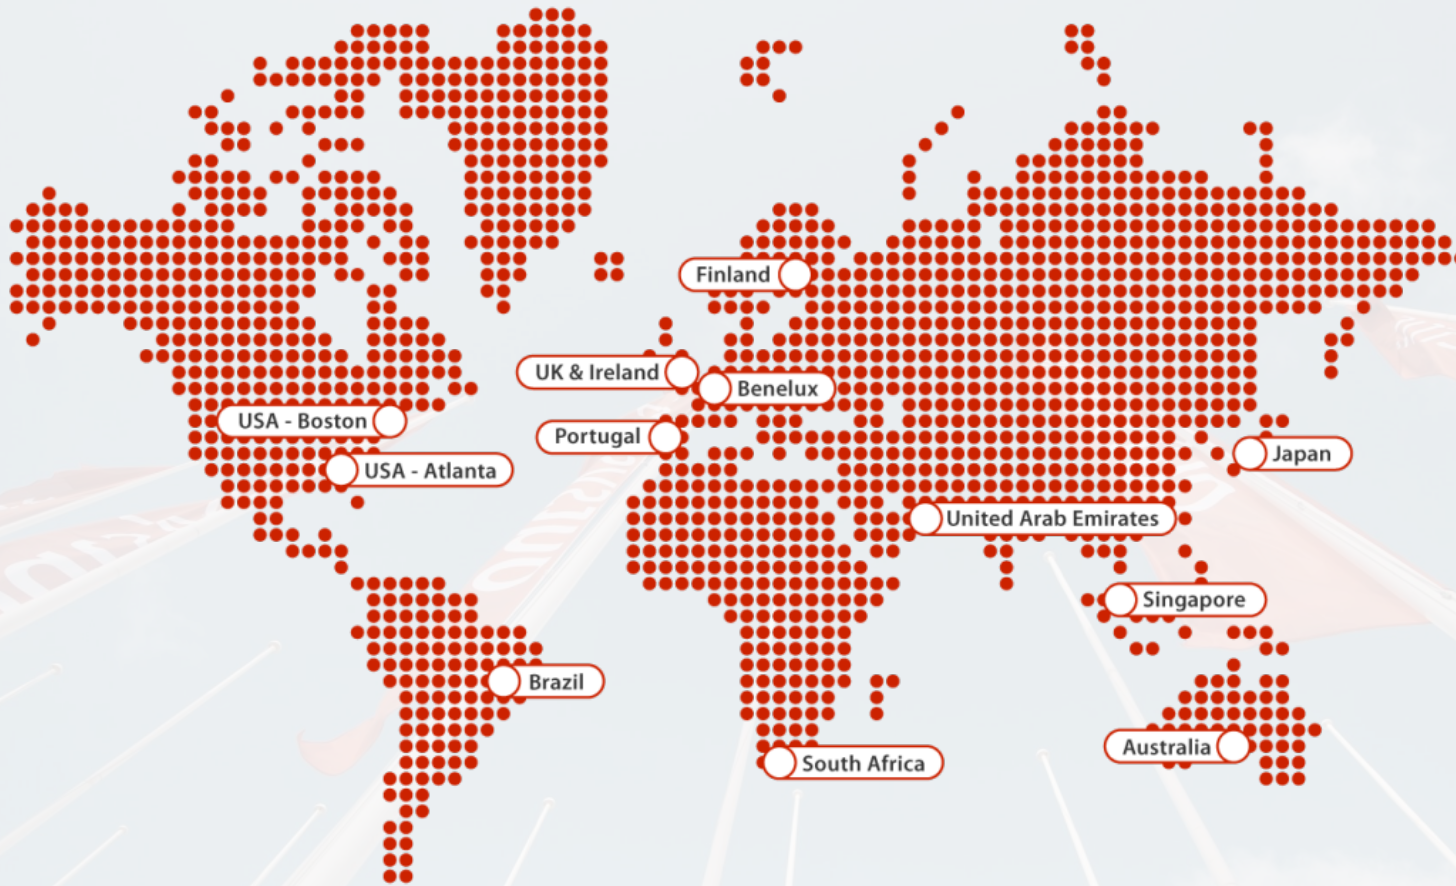 Finland
UK & Ireland
Benelux
USA - Boston
Portugal
Japan
USA - Atlanta
United Arab Emirates
Singapore
Brazil
Australia
South Africa